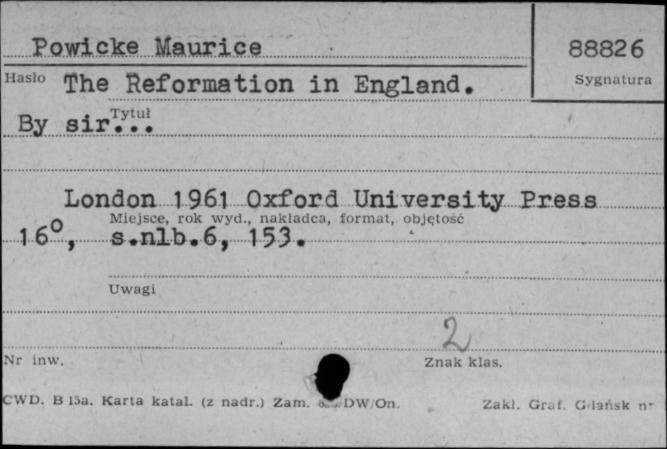 Powicke Maurice
88826
Hasło The Reformation in England.
Sygnatura
Tytuł
By sir...
London 1961 Oxford University Press
Miejsce, rok wyd., nakładca, format, objętość
16°, s.nlb.6, 153.
Uwagi
2
Nr inw.
Znak klas.
CWD. B 15a. Karta katal. (z nadr.) Zam. DW/On.
Zakł. Graf. Gdańsk